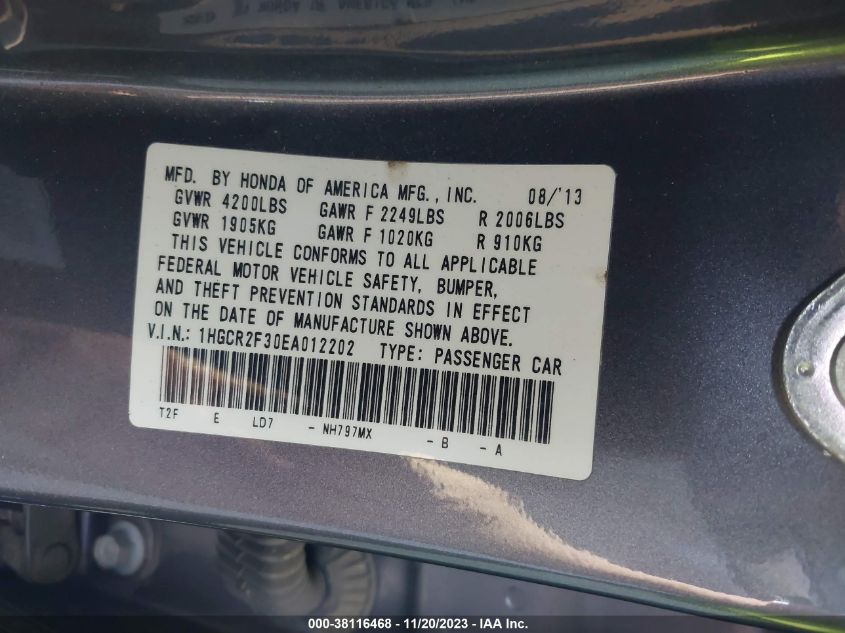 MFD. BY HONDA OF AMERICA MFG., INC. 08/'13
GVWR 4200LBS GAWR F 2249LBS R 2006LBS
GVWR 1905KG GAWR F 1020KG R 910KG
THIS VEHICLE CONFORMS TO ALL APPLICABLE
FEDERAL MOTOR VEHICLE SAFETY, BUMPER,
AND THEFT PREVENTION STANDARDS IN EFFECT
ON THE DATE OF MANUFACTURE SHOWN ABOVE.
V.I.N.: 1HGCR2F30EA012202 TYPE: PASSENGER CAR
T2F E LD7 - NH797MX - B - A
000-38116468 - 11/20/2023 - IAA Inc.